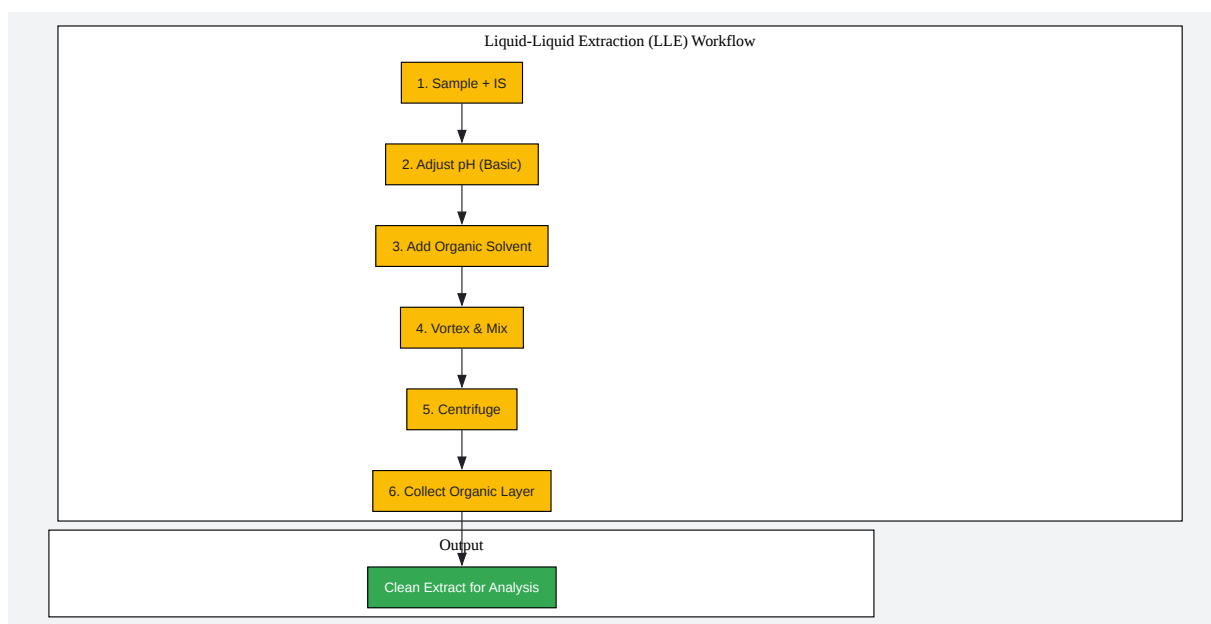 Liquid-Liquid Extraction (LLE) Workflow
1. Sample + IS
2. Adjust pH (Basic)
3. Add Organic Solvent
4. Vortex & Mix
5. Centrifuge
6. Collect Organic Layer
Output
Clean Extract for Analysis